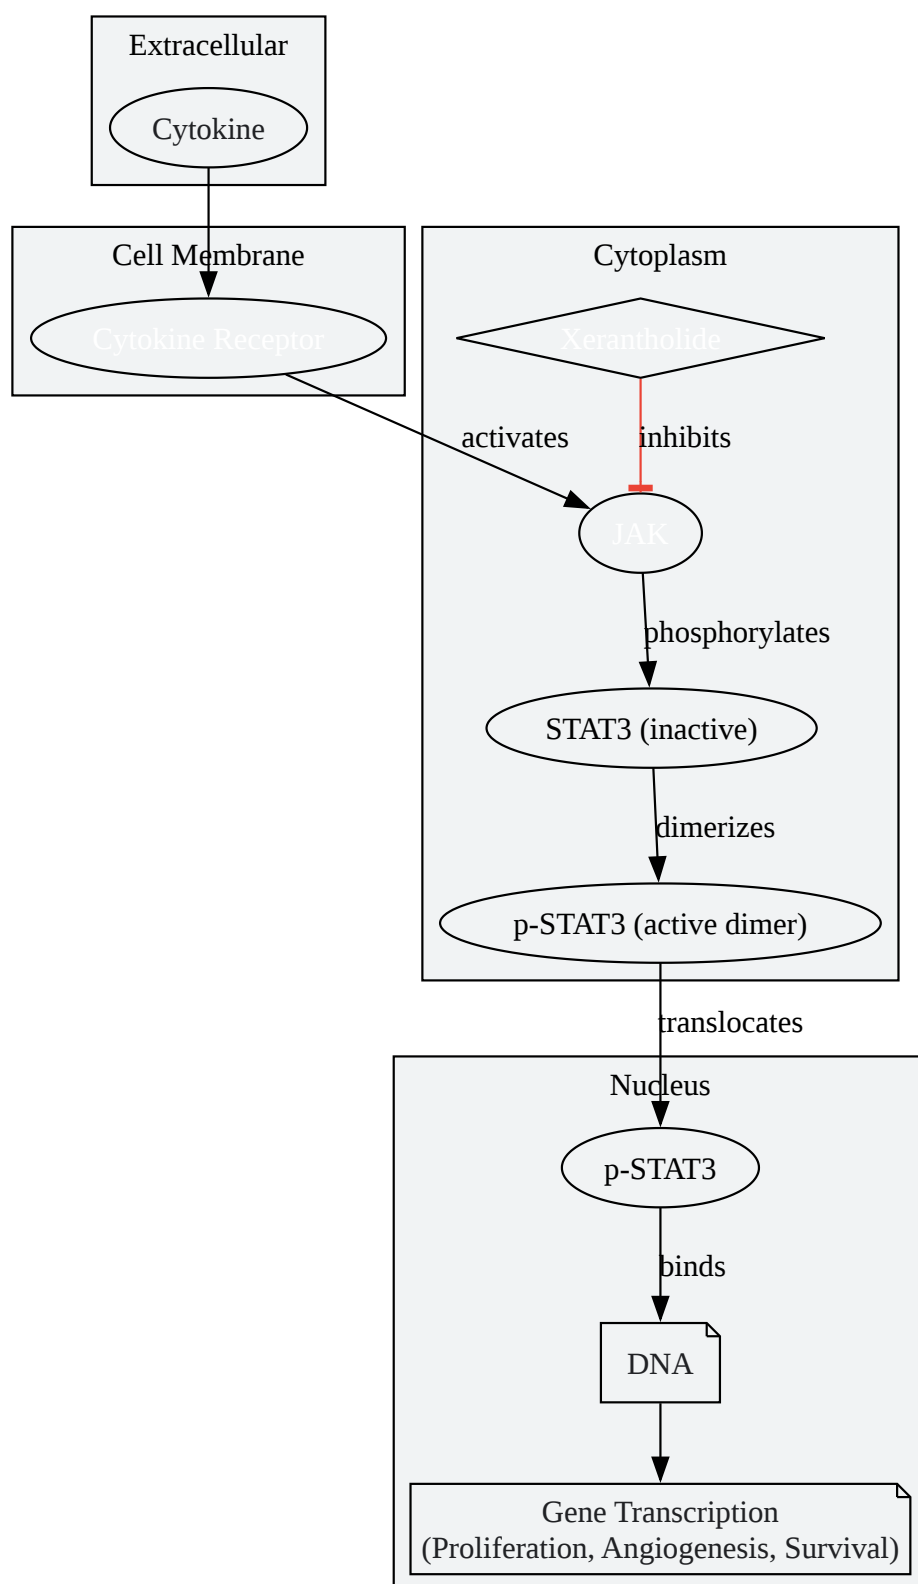 Extracellular
Cytokine
Cell Membrane
Cytokine Receptor
Cytoplasm
Xerantholide
activates
inhibits
JAK
phosphorylates
STAT3 (inactive)
dimerizes
p-STAT3 (active dimer)
translocates
Nucleus
p-STAT3
binds
DNA
Gene Transcription
(Proliferation, Angiogenesis, Survival)